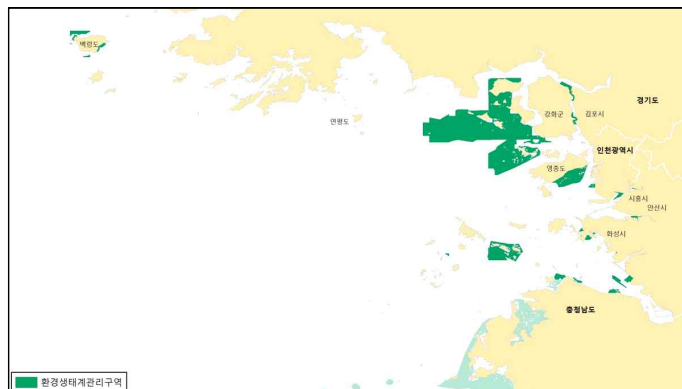 백령도
연평도
강화군
김포시
경기도
인천광역시
영종도
시흥시
안산시
화성시
충청남도
환경생태계관리구역